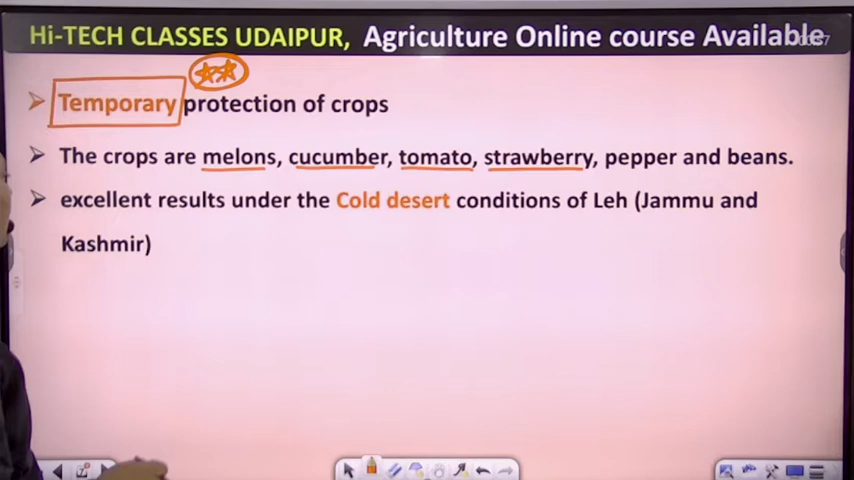 Hi-TECH CLASSES UDAIPUR, Agriculture Online course Available
Temporary protection of crops
The crops are melons, cucumber, tomato, strawberry, pepper and beans.
excellent results under the Cold desert conditions of Leh (Jammu and
Kashmir)